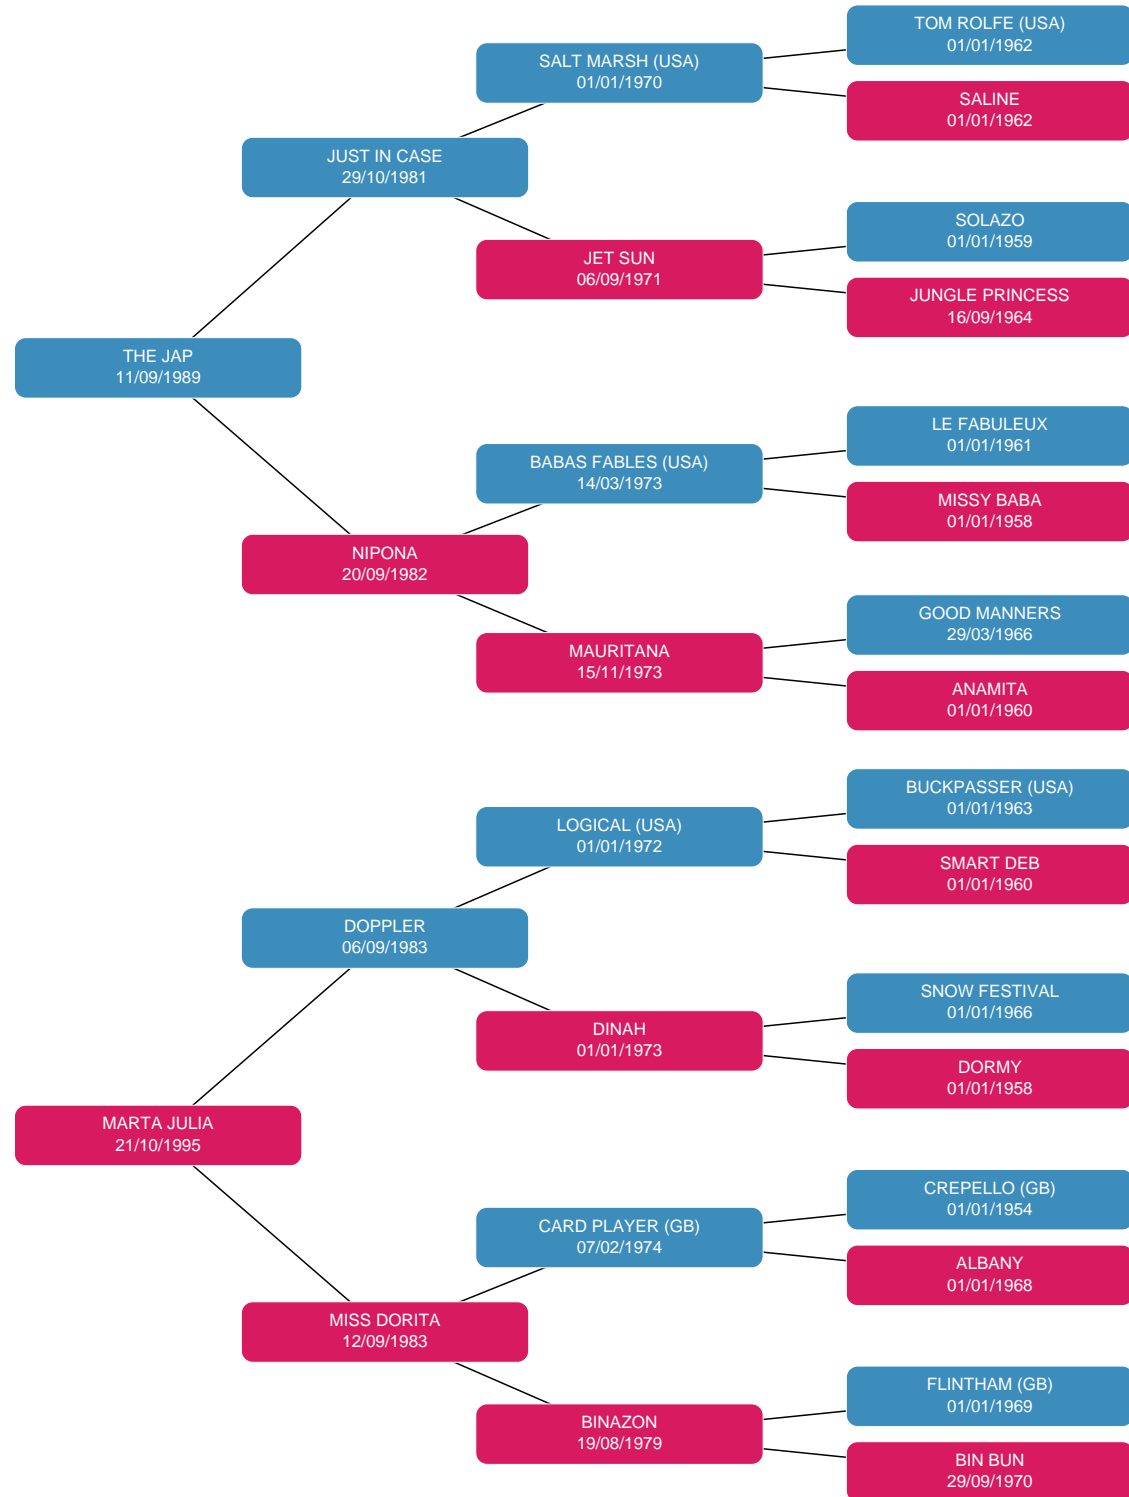 TOM ROLFE (USA)
01/01/1962
SALT MARSH (USA)
01/01/1970
SALINE
01/01/1962
JUST IN CASE
29/10/1981
SOLAZO
01/01/1959
JET SUN
06/09/1971
JUNGLE PRINCESS
16/09/1964
THE JAP
11/09/1989
LE FABULEUX
01/01/1961
BABAS FABLES (USA)
14/03/1973
MISSY BABA
01/01/1958
NIPONA
20/09/1982
GOOD MANNERS
29/03/1966
MAURITANA
15/11/1973
ANAMITA
01/01/1960
BUCKPASSER (USA)
01/01/1963
LOGICAL (USA)
01/01/1972
SMART DEB
01/01/1960
DOPPLER
06/09/1983
SNOW FESTIVAL
01/01/1966
DINAH
01/01/1973
DORMY
01/01/1958
MARTA JULIA
21/10/1995
CREPELLO (GB)
01/01/1954
CARD PLAYER (GB)
07/02/1974
ALBANY
01/01/1968
MISS DORITA
12/09/1983
FLINTHAM (GB)
01/01/1969
BINAZON
19/08/1979
BIN BUN
29/09/1970